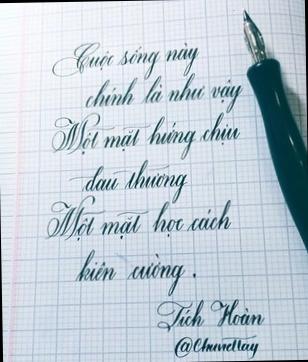 Cuộc sống này
chính là như vậy
Một mặt hứng chịu
đau thương
Một mặt học cách
kiên cường.
Tích Hoàn
@Chuviettay